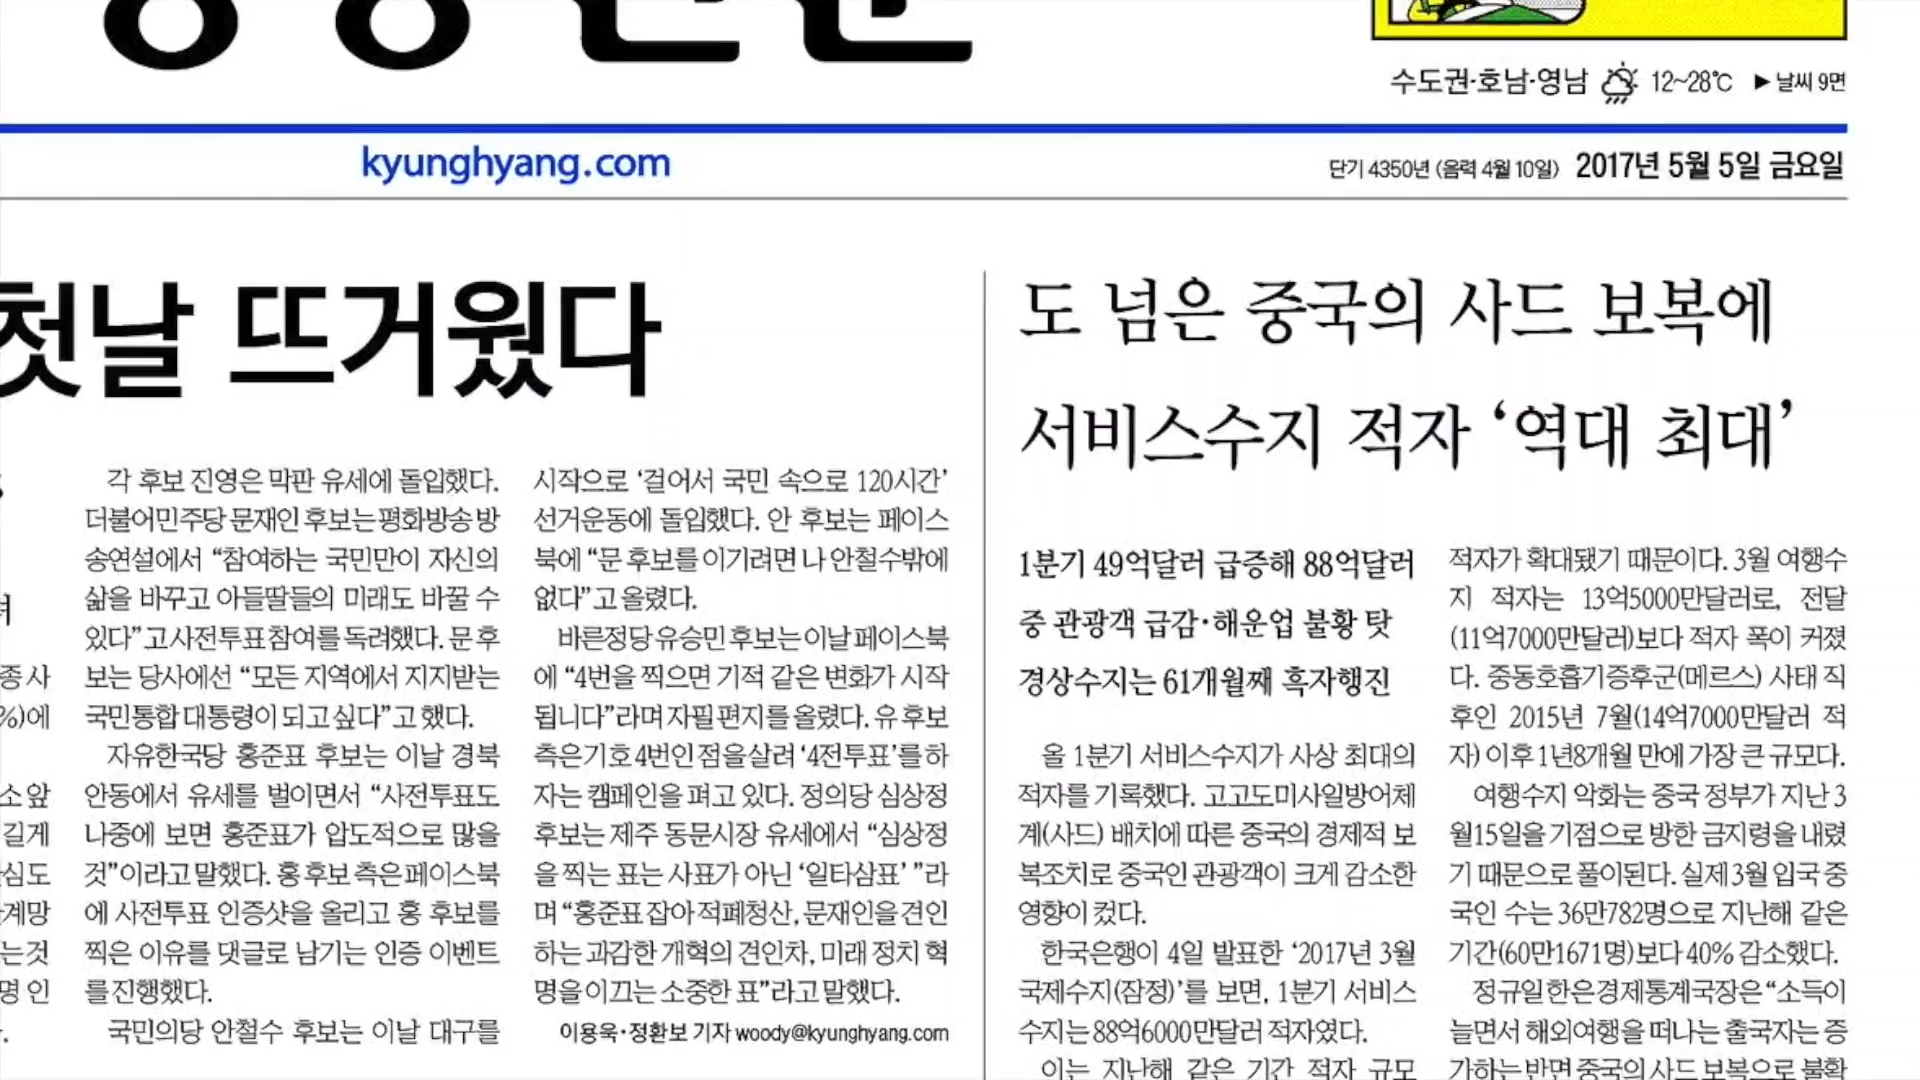 수도권·호남·영남 12~28℃ ▶날씨 9면
kyunghyang.com
단기 4350년 (음력 4월 10일) 2017년 5월 5일 금요일
첫날 뜨거웠다
종사
%)에
소앞
길게
심도
계망
는것
명 인
각 후보 진영은 막판 유세에 돌입했다.
더불어민주당 문재인 후보는 평화방송 방
송연설에서 “참여하는 국민만이 자신의
삶을 바꾸고 아들딸들의 미래도 바꿀 수
있다”고 사전투표 참여를 독려했다. 문 후
보는 당사에선 “모든 지역에서 지지받는
국민통합 대통령이 되고 싶다”고 했다.
자유한국당 홍준표 후보는 이날 경북
안동에서 유세를 벌이면서 “사전투표도
나중에 보면 홍준표가 압도적으로 많을
것”이라고 말했다. 홍 후보 측은 페이스북
에 사전투표 인증샷을 올리고 홍 후보를
찍은 이유를 댓글로 남기는 인증 이벤트
를 진행했다.
국민의당 안철수 후보는 이날 대구를
시작으로 ‘걸어서 국민 속으로 120시간’
선거운동에 돌입했다. 안 후보는 페이스
북에 “문 후보를 이기려면 나 안철수밖에
없다”고 올렸다.
바른정당 유승민 후보는 이날 페이스북
에 “4번을 찍으면 기적 같은 변화가 시작
됩니다”라며 자필 편지를 올렸다. 유 후보
측은 기호 4번인 점을 살려 ‘4전투표’를 하
자는 캠페인을 펴고 있다. 정의당 심상정
후보는 제주 동문시장 유세에서 “심상정
을 찍는 표는 사표가 아닌 ‘일타삼표’ ”라
며 “홍준표 잡아 적폐청산, 문재인을 견인
하는 과감한 개혁의 견인차, 미래 정치 혁
명을 이끄는 소중한 표”라고 말했다.
이용욱·정환보 기자 woody@kyunghyang.com
도 넘은 중국의 사드 보복에
서비스수지 적자 ‘역대 최대’
1분기 49억달러 급증해 88억달러
중 관광객 급감·해운업 불황 탓
경상수지는 61개월째 흑자행진
올 1분기 서비스수지가 사상 최대의
적자를 기록했다. 고고도미사일방어체
계(사드) 배치에 따른 중국의 경제적 보
복조치로 중국인 관광객이 크게 감소한
영향이 컸다.
한국은행이 4일 발표한 ‘2017년 3월
국제수지(잠정)’를 보면, 1분기 서비스
수지는 88억6000만달러 적자였다.
이는 지난해 같은 기간 적자 규모
적자가 확대됐기 때문이다. 3월 여행수
지 적자는 13억5000만달러로, 전달
(11억7000만달러)보다 적자 폭이 커졌
다. 중동호흡기증후군(메르스) 사태 직
후인 2015년 7월(14억7000만달러 적
자) 이후 1년8개월 만에 가장 큰 규모다.
여행수지 악화는 중국 정부가 지난 3
월15일을 기점으로 방한 금지령을 내렸
기 때문으로 풀이된다. 실제 3월 입국 중
국인 수는 36만782명으로 지난해 같은
기간(60만1671명)보다 40% 감소했다.
정규일 한은 경제통계국장은 “소득이
늘면서 해외여행을 떠나는 출국자는 증
가하는 반면 중국의 사드 보복으로 불확